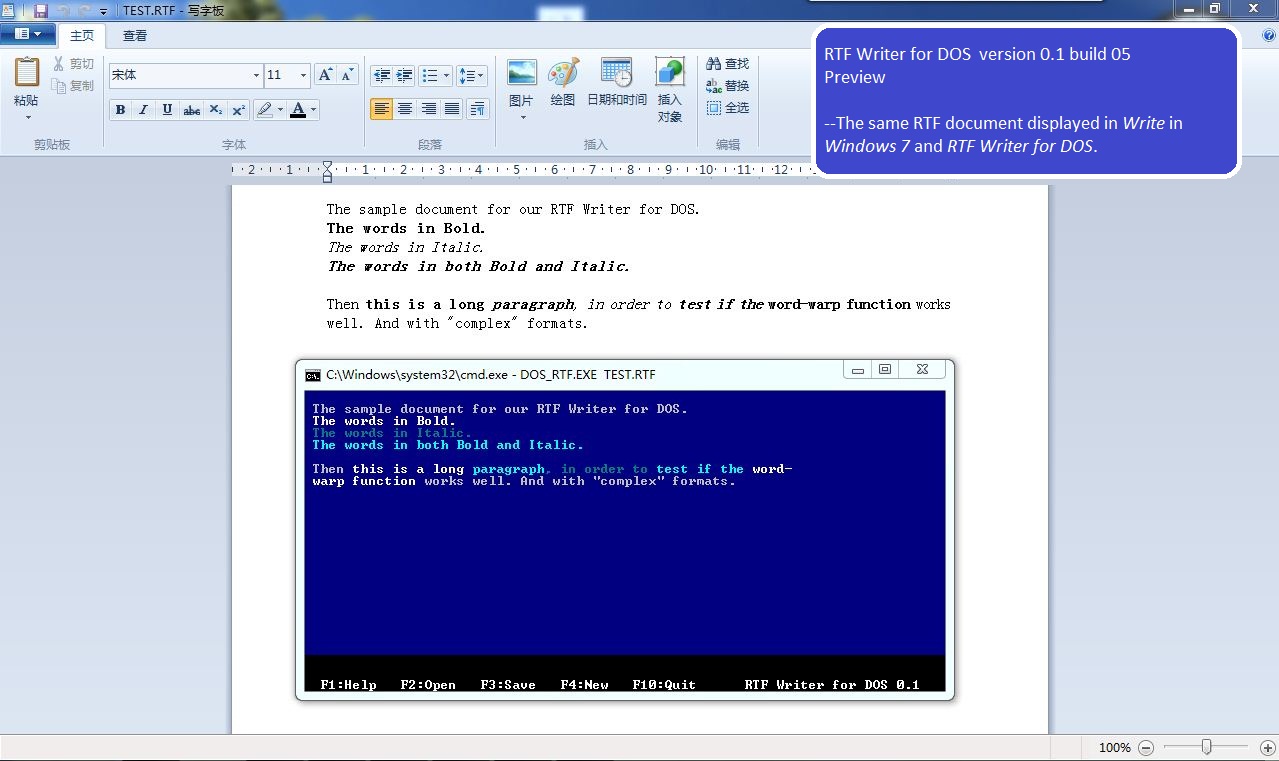 TEST.RTF - 写字板
主页 查看
粘贴
剪切
复制
剪贴板
宋体 11
B I U abc X₂ X²
A
字体
段落
图片
绘图
日期和时间
插入
对象
插入
查找
替换
全选
编辑
RTF Writer for DOS version 0.1 build 05
Preview
--The same RTF document displayed in Write in
Windows 7 and RTF Writer for DOS.
2 1 1 2 3 4 5 6 7 8 9 10 11 12
The sample document for our RTF Writer for DOS.
The words in Bold.
The words in Italic.
The words in both Bold and Italic.
Then this is a long paragraph, in order to test if the word-warp function works
well. And with "complex" formats.
C:\Windows\system32\cmd.exe - DOS_RTF.EXE TEST.RTF
The sample document for our RTF Writer for DOS.
The words in Bold.
The words in Italic.
The words in both Bold and Italic.
Then this is a long paragraph, in order to test if the word-
warp function works well. And with "complex" formats.
F1:Help F2:Open F3:Save F4:New F10:Quit RTF Writer for DOS 0.1
100%